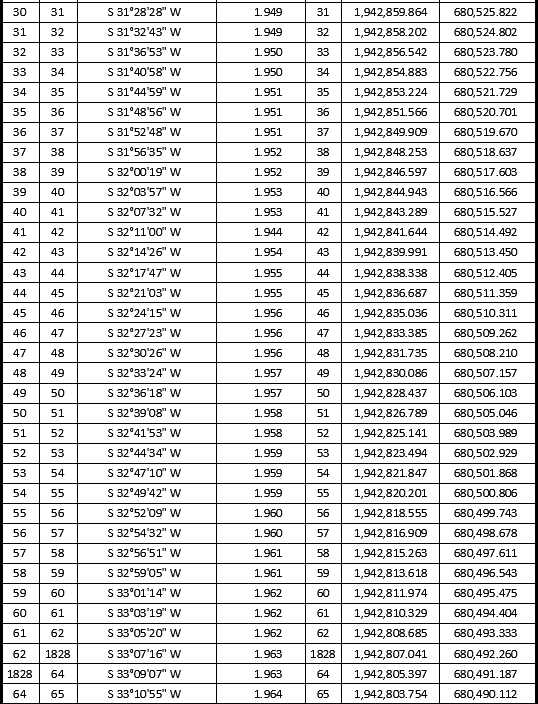 30 31 S 31°28'28" W 1.949 31 1,942,859.864 680,525.822
31 32 S 31°32'43" W 1.949 32 1,942,858.202 680,524.802
32 33 S 31°36'53" W 1.950 33 1,942,856.542 680,523.780
33 34 S 31°40'58" W 1.950 34 1,942,854.883 680,522.756
34 35 S 31°44'59" W 1.951 35 1,942,853.224 680,521.729
35 36 S 31°48'56" W 1.951 36 1,942,851.566 680,520.701
36 37 S 31°52'48" W 1.951 37 1,942,849.909 680,519.670
37 38 S 31°56'35" W 1.952 38 1,942,848.253 680,518.637
38 39 S 32°00'19" W 1.952 39 1,942,846.597 680,517.603
39 40 S 32°03'57" W 1.953 40 1,942,844.943 680,516.566
40 41 S 32°07'32" W 1.953 41 1,942,843.289 680,515.527
41 42 S 32°11'00" W 1.944 42 1,942,841.644 680,514.492
42 43 S 32°14'26" W 1.954 43 1,942,839.991 680,513.450
43 44 S 32°17'47" W 1.955 44 1,942,838.338 680,512.405
44 45 S 32°21'03" W 1.955 45 1,942,836.687 680,511.359
45 46 S 32°24'15" W 1.956 46 1,942,835.036 680,510.311
46 47 S 32°27'23" W 1.956 47 1,942,833.385 680,509.262
47 48 S 32°30'26" W 1.956 48 1,942,831.735 680,508.210
48 49 S 32°33'24" W 1.957 49 1,942,830.086 680,507.157
49 50 S 32°36'18" W 1.957 50 1,942,828.437 680,506.103
50 51 S 32°39'08" W 1.958 51 1,942,826.789 680,505.046
51 52 S 32°41'53" W 1.958 52 1,942,825.141 680,503.989
52 53 S 32°44'34" W 1.959 53 1,942,823.494 680,502.929
53 54 S 32°47'10" W 1.959 54 1,942,821.847 680,501.868
54 55 S 32°49'42" W 1.959 55 1,942,820.201 680,500.806
55 56 S 32°52'09" W 1.960 56 1,942,818.555 680,499.743
56 57 S 32°54'32" W 1.960 57 1,942,816.909 680,498.678
57 58 S 32°56'51" W 1.961 58 1,942,815.263 680,497.611
58 59 S 32°59'05" W 1.961 59 1,942,813.618 680,496.543
59 60 S 33°01'14" W 1.962 60 1,942,811.974 680,495.475
60 61 S 33°03'19" W 1.962 61 1,942,810.329 680,494.404
61 62 S 33°05'20" W 1.962 62 1,942,808.685 680,493.333
62 1828 S 33°07'16" W 1.963 1828 1,942,807.041 680,492.260
1828 64 S 33°09'07" W 1.963 64 1,942,805.397 680,491.187
64 65 S 33°10'55" W 1.964 65 1,942,803.754 680,490.112